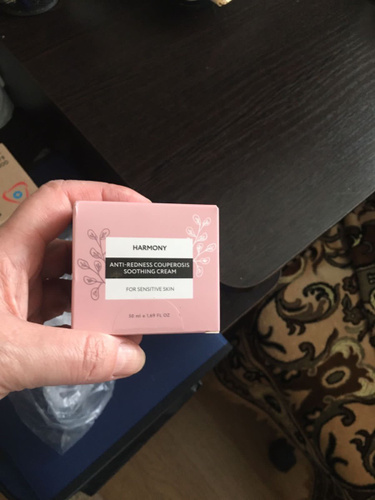 HARMONY
ANTI-REDNESS COUPEROSIS
SOOTHING CREAM
FOR SENSITIVE SKIN
50 ml e 1.69 FL. OZ